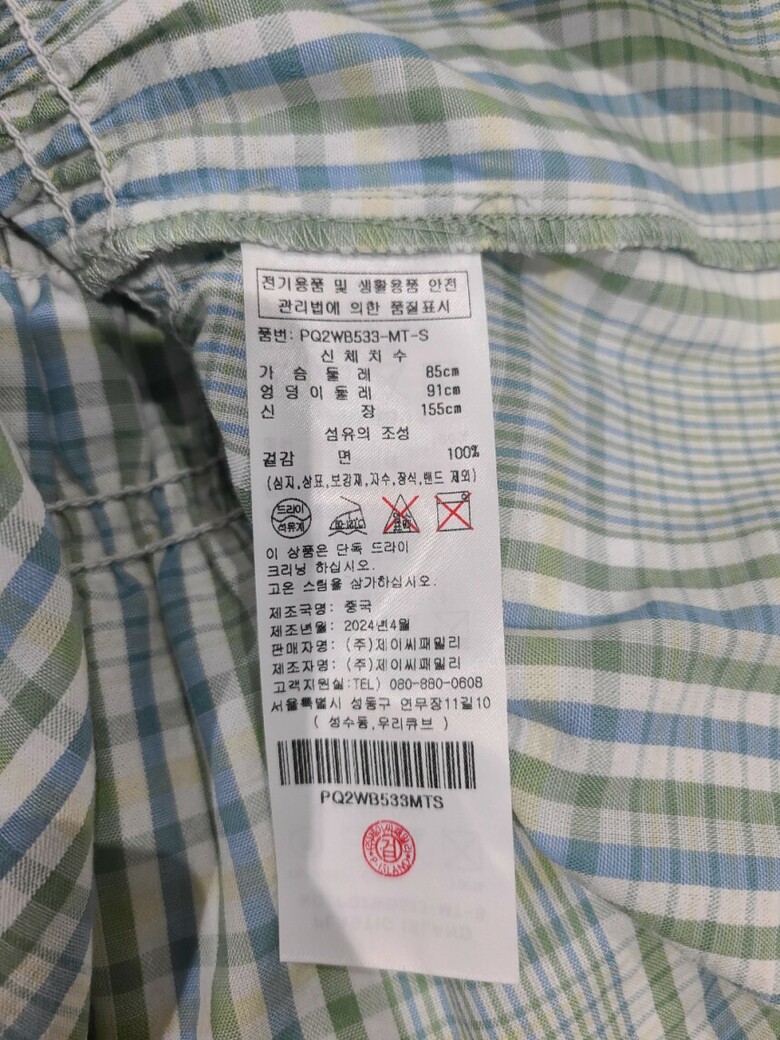 전기용품 및 생활용품 안전
관리법에 의한 품질표시
품번: PQ2WB533-MT-S
신 체 치 수
가 슴 둘 레 85cm
엉 덩 이 둘 레 91cm
신 장 155cm
섬유의 조성
겉감 면 100%
(심지,상표,보강재,자수,장식,밴드 제외)
드라이
석유계
이 상품은 단독 드라이
크리닝 하십시오.
고온 스팀을 삼가하십시오.
제조국명: 중국
제조년월: 2024년4월
판매자명: (주)제이씨패밀리
제조자명: (주)제이씨패밀리
고객지원실:TEL) 080-880-0608
서울특별시 성동구 연무장11길10
( 성수동,우리큐브 )
PQ2WB533MTS
검